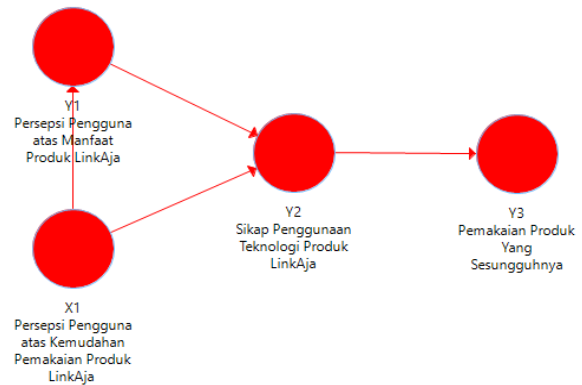 Y1
Persepsi Pengguna
atas Manfaat
Produk LinkAja
Y2
Sikap Penggunaan
Teknologi Produk
LinkAja
Y3
Pemakaian Produk
Yang
Sesungguhnya
X1
Persepsi Pengguna
atas Kemudahan
Pemakaian Produk
LinkAja